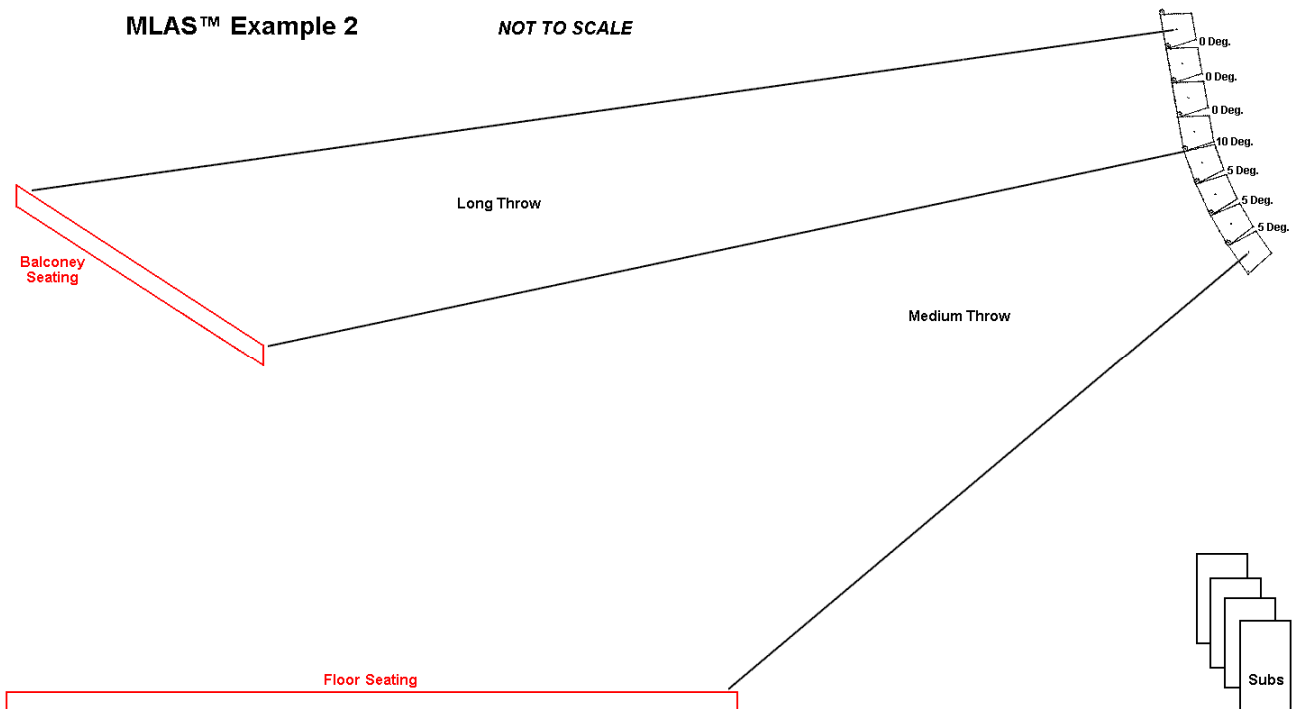 MLAS™ Example 2
NOT TO SCALE
0 Deg.
0 Deg.
0 Deg.
10 Deg.
5 Deg.
5 Deg.
5 Deg.
Long Throw
Balconey
Seating
Medium Throw
Floor Seating
Subs